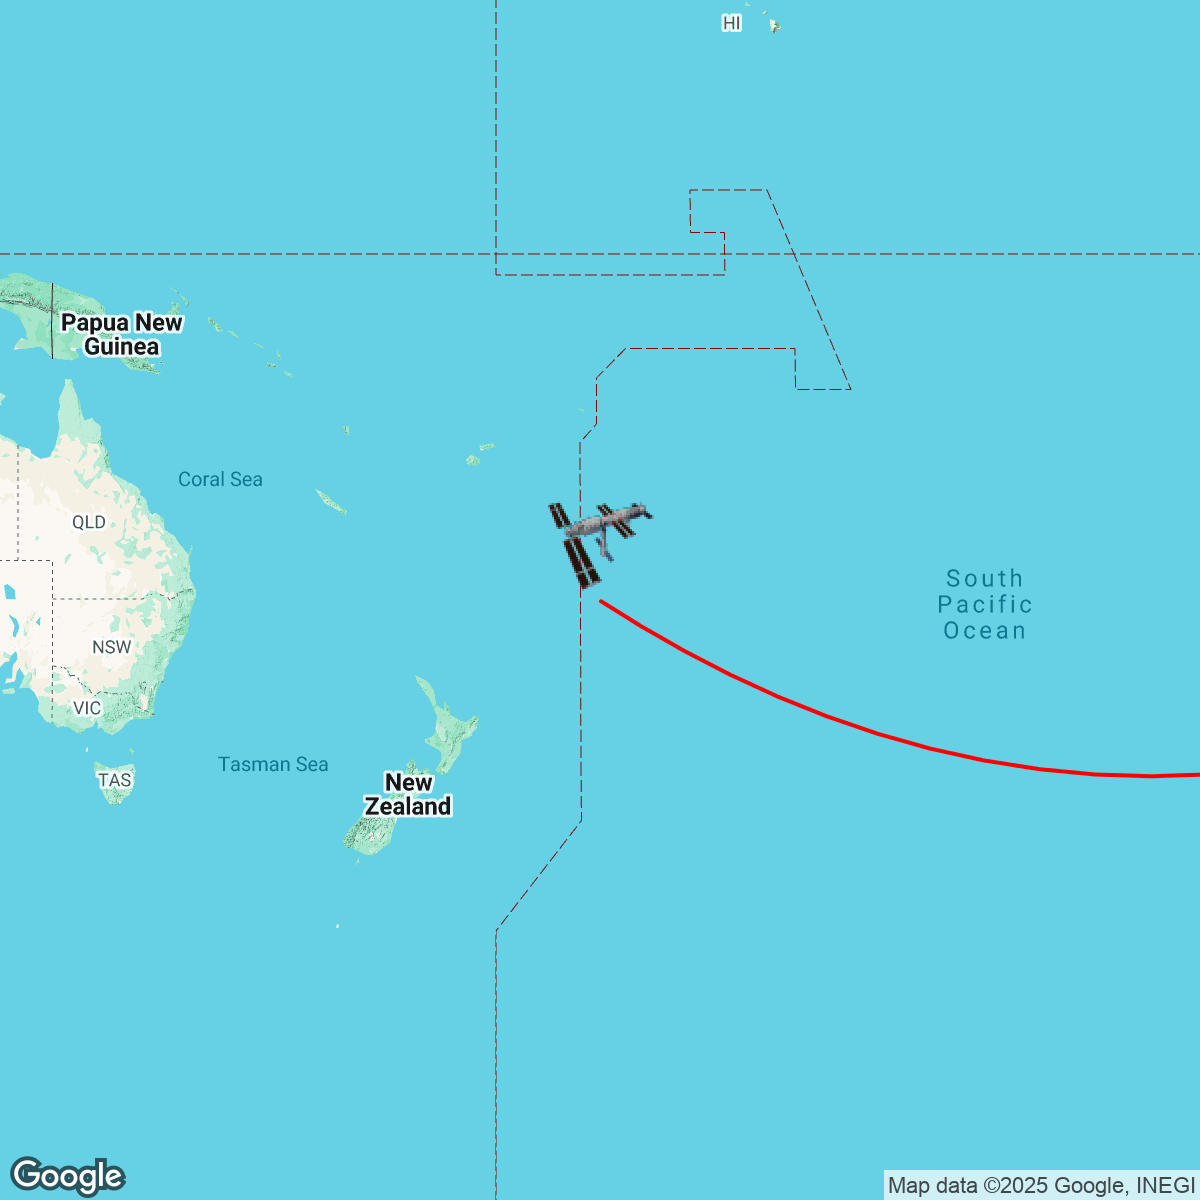 HI
Papua New
Guinea
Coral Sea
QLD
South
Pacific
Ocean
NSW
VIC
Tasman Sea
TAS
New
Zealand
Google
Map data ©2025 Google, INEGI